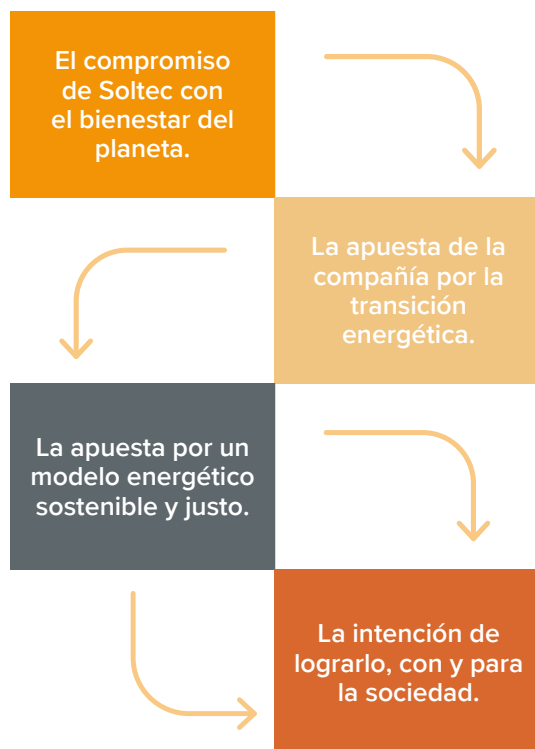 El compromiso
de Soltec con
el bienestar del
planeta.
La apuesta de la
compañía por la
transición
energética.
La apuesta por un
modelo energético
sostenible y justo.
La intención de
lograrlo, con y para
la sociedad.